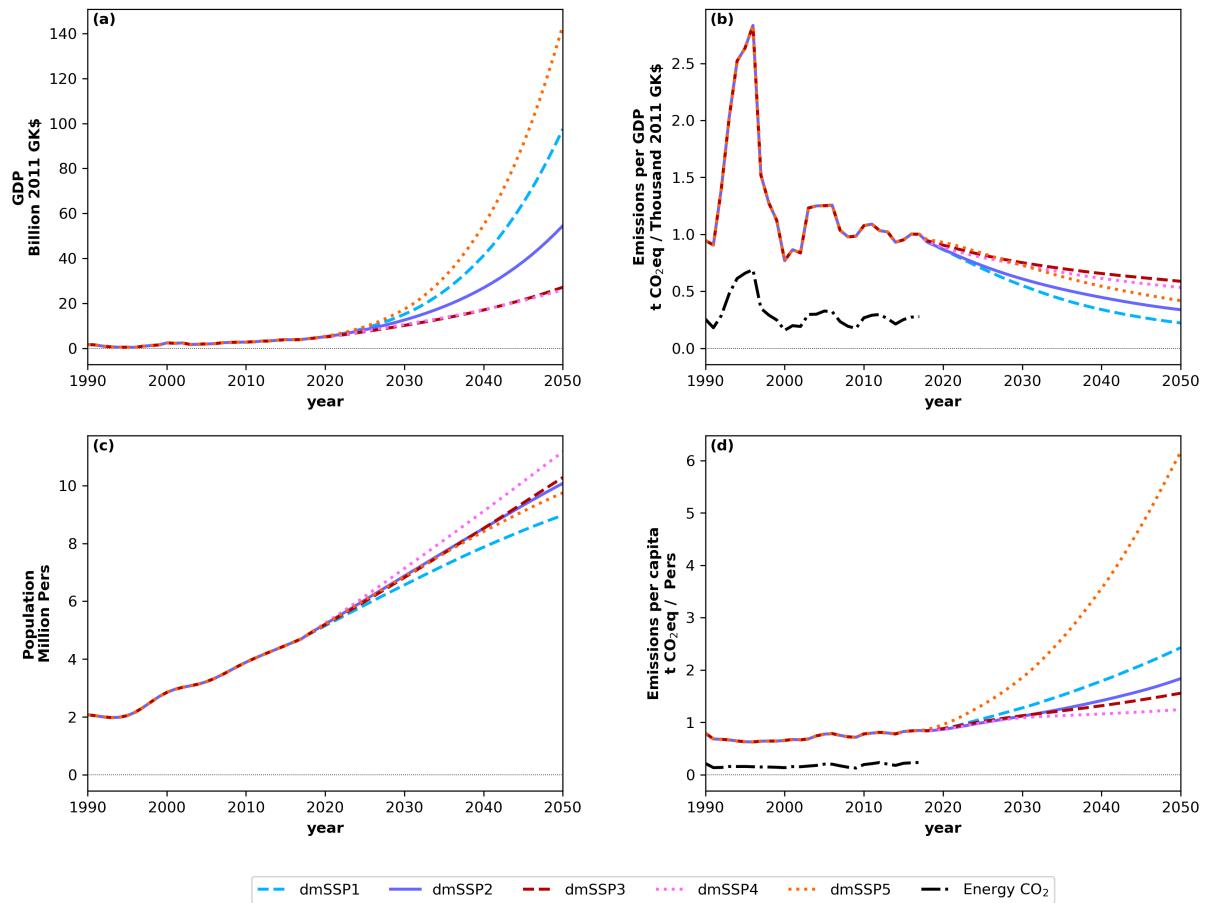 (a)
140
120
100
80
60
40
20
0
GDP
Billion 2011 GK$
1990 2000 2010 2020 2030 2040 2050
year
(b)
2.5
2.0
1.5
1.0
0.5
0.0
Emissions per GDP
t CO₂eq / Thousand 2011 GK$
1990 2000 2010 2020 2030 2040 2050
year
(c)
10
8
6
4
2
0
Population
Million Pers
1990 2000 2010 2020 2030 2040 2050
year
(d)
6
5
4
3
2
1
0
Emissions per capita
t CO₂eq / Pers
1990 2000 2010 2020 2030 2040 2050
year
dmSSP1 dmSSP2 dmSSP3 dmSSP4 dmSSP5 Energy CO₂